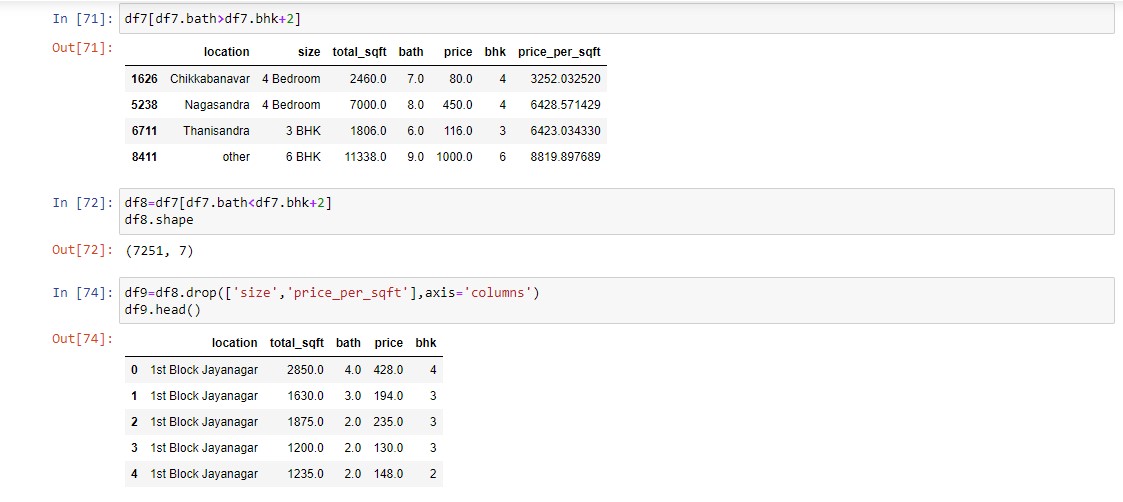 In [71]: df7[df7.bath>df7.bhk+2]
Out[71]:
location size total_sqft bath price bhk price_per_sqft
1626 Chikkabanavar 4 Bedroom 2460.0 7.0 80.0 4 3252.032520
5238 Nagasandra 4 Bedroom 7000.0 8.0 450.0 4 6428.571429
6711 Thanisandra 3 BHK 1806.0 6.0 116.0 3 6423.034330
8411 other 6 BHK 11338.0 9.0 1000.0 6 8819.897689
In [72]: df8=df7[df7.bath<df7.bhk+2]
df8.shape
Out[72]: (7251, 7)
In [74]: df9=df8.drop(['size','price_per_sqft'],axis='columns')
df9.head()
Out[74]:
location total_sqft bath price bhk
0 1st Block Jayanagar 2850.0 4.0 428.0 4
1 1st Block Jayanagar 1630.0 3.0 194.0 3
2 1st Block Jayanagar 1875.0 2.0 235.0 3
3 1st Block Jayanagar 1200.0 2.0 130.0 3
4 1st Block Jayanagar 1235.0 2.0 148.0 2